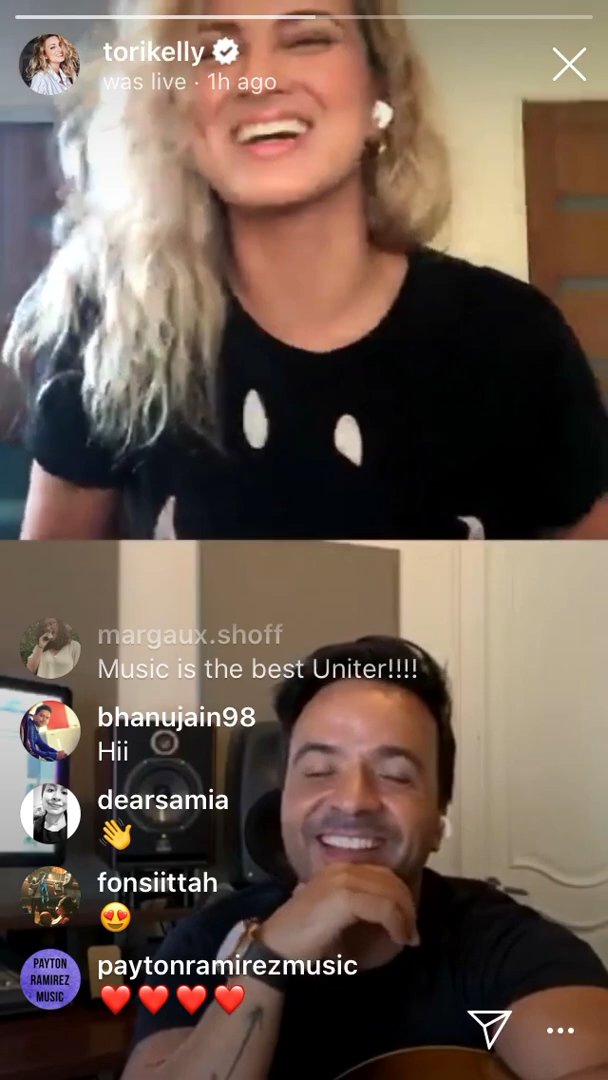 torikelly
was live · 1h ago
margaux.shoff
Music is the best Uniter!!!!
bhanujain98
Hii
dearsamia
👋
fonsiittah
😍
PAYTON
RAMIREZ
MUSIC
paytonramirezmusic
❤️❤️❤️❤️